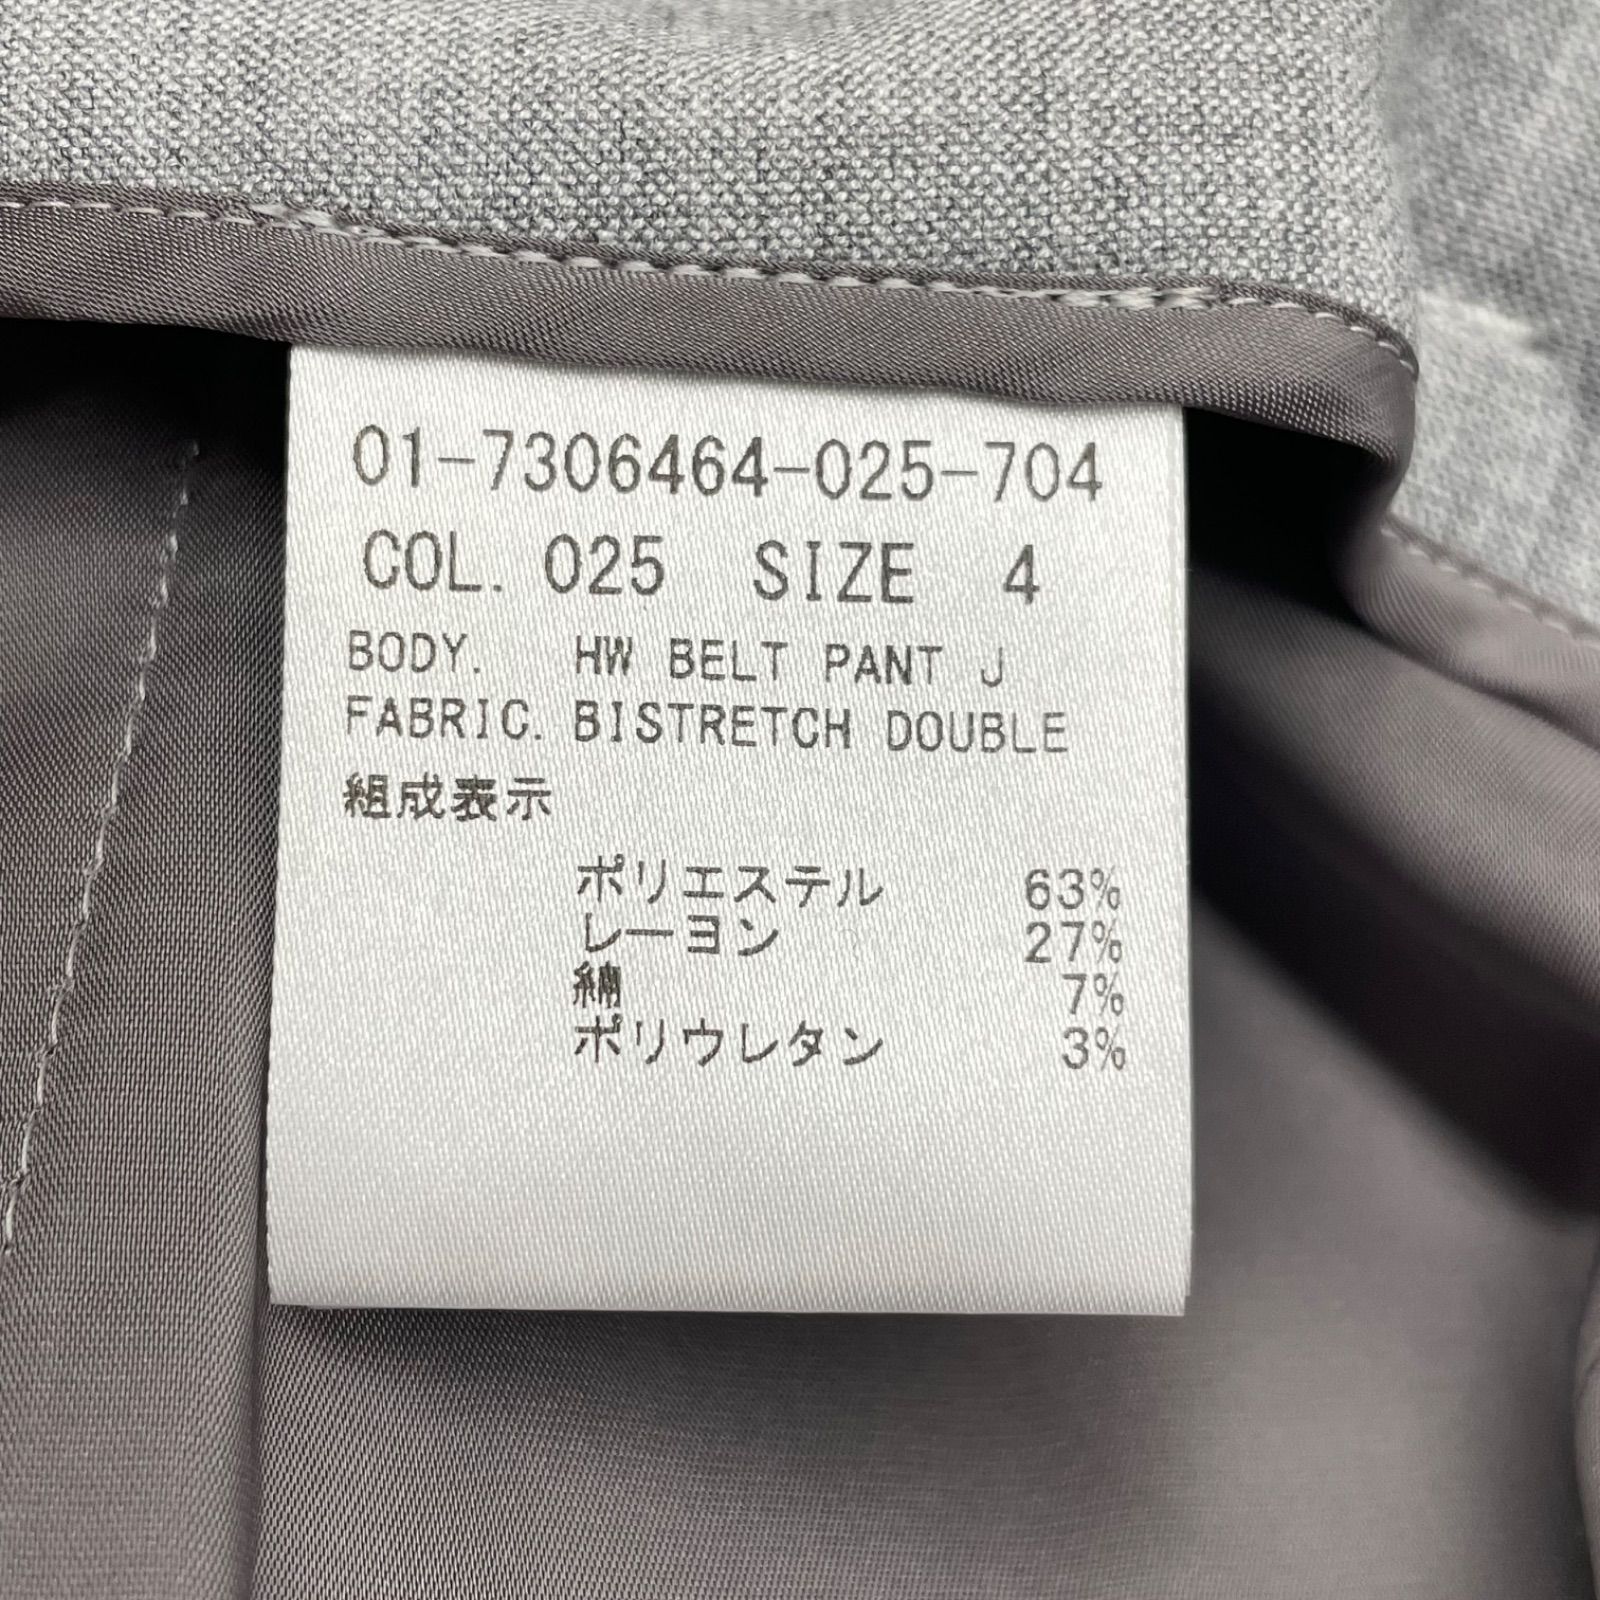 01-7306464-025-704
COL. 025 SIZE 4
BODY. HW BELT PANT J
FABRIC. BISTRETCH DOUBLE
組成表示
ポリエステル 63%
レーヨン 27%
綿 7%
ポリウレタン 3%